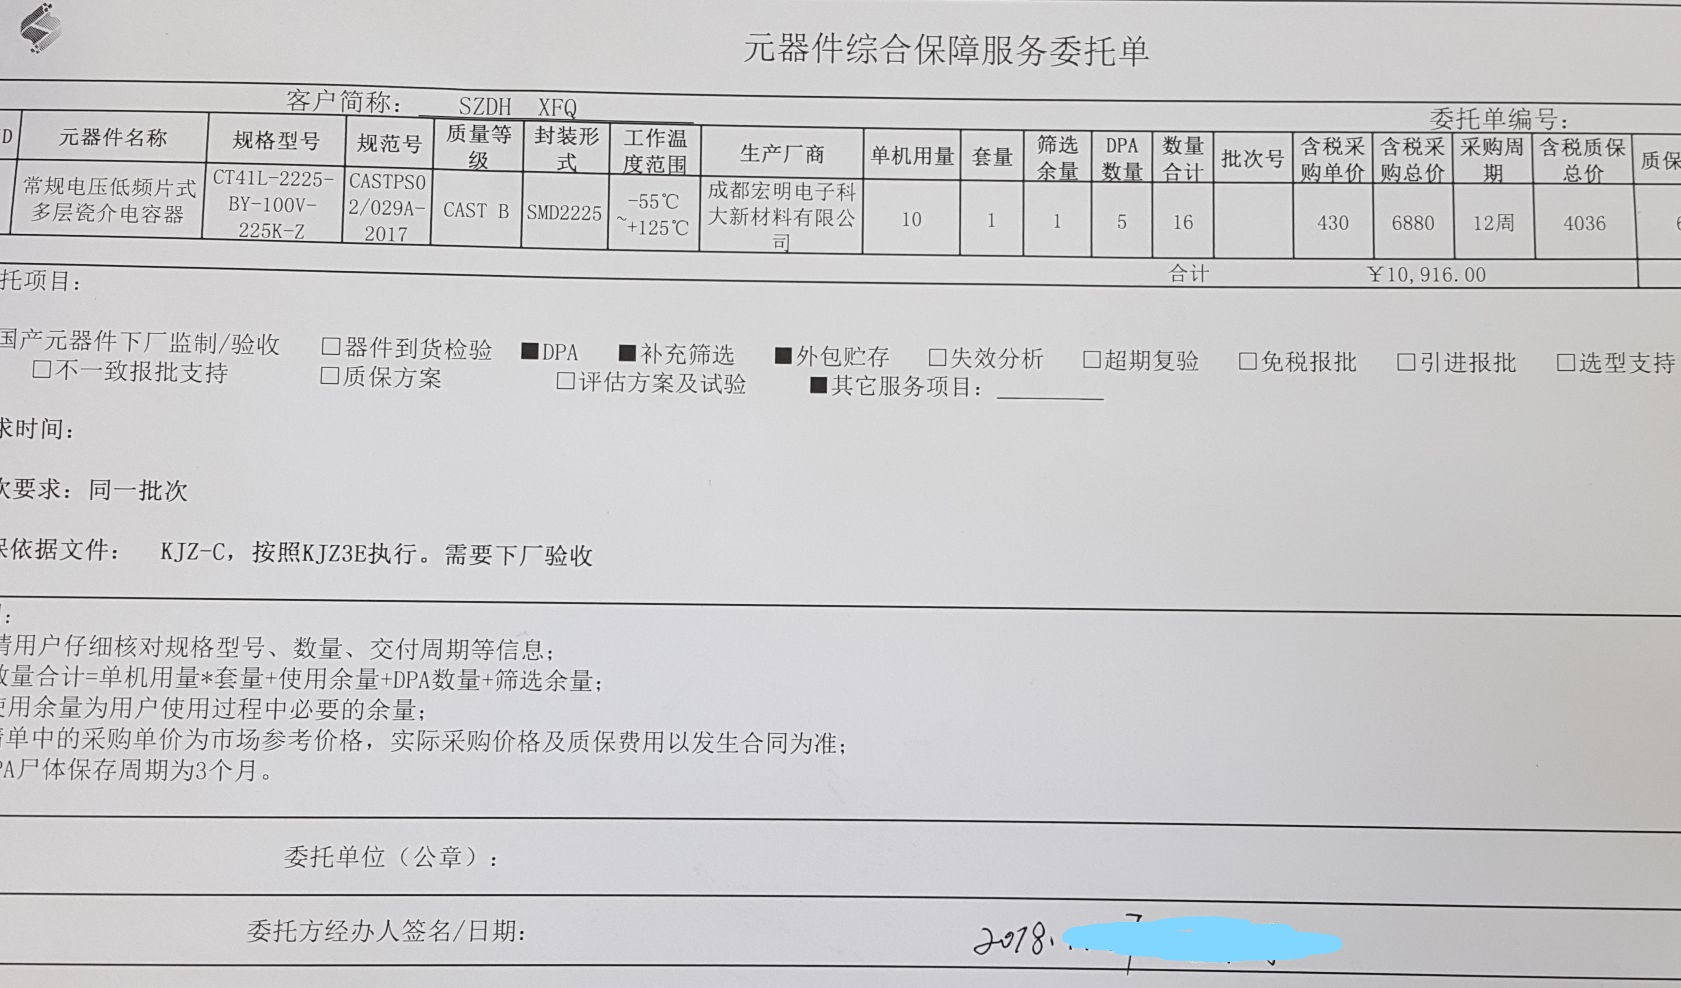 元器件综合保障服务委托单
客户简称: SZDH XFQ
委托单编号:
D 元器件名称 规格型号 规范号 质量等级 封装形式 工作温度范围 生产厂商 单机用量 套量 筛选余量 DPA数量 数量合计 批次号 含税采购单价 含税采购总价 采购周期 含税质保总价 质保
常规电压低频片式多层瓷介电容器 CT41L-2225-BY-100V-225K-Z CASTPS02/029A-2017 CAST B SMD2225 -55℃~+125℃ 成都宏明电子科大新材料有限公司 10 1 1 5 16 430 6880 12周 4036
合计 ¥10,916.00
托项目:
国产元器件下厂监制/验收 □器件到货检验 ■DPA ■补充筛选 ■外包贮存 □失效分析 □超期复验 □免税报批 □引进报批 □选型支持
□不一致报批支持 □质保方案 □评估方案及试验 ■其它服务项目:
求时间:
次要求: 同一批次
保依据文件: KJZ-C, 按照KJZ3E执行。需要下厂验收
:
请用户仔细核对规格型号、数量、交付周期等信息;
数量合计=单机用量*套量+使用余量+DPA数量+筛选余量;
使用余量为用户使用过程中必要的余量;
清单中的采购单价为市场参考价格, 实际采购价格及质保费用以发生合同为准;
PA尸体保存周期为3个月。
委托单位(公章):
委托方经办人签名/日期:
2018.